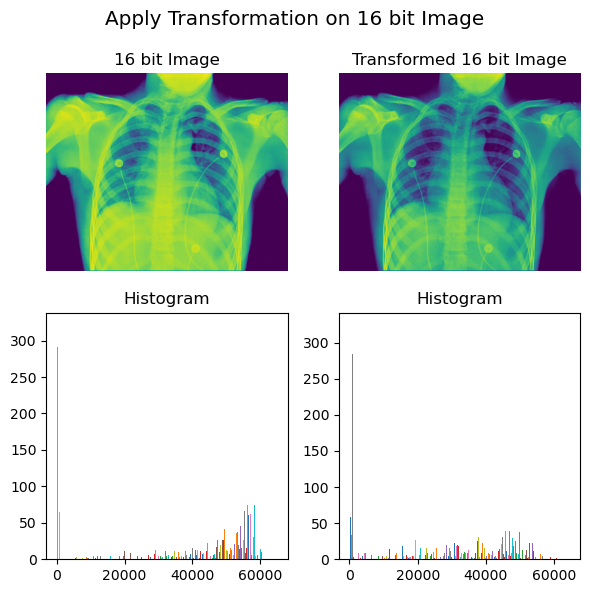 Apply Transformation on 16 bit Image
16 bit Image
Transformed 16 bit Image
Histogram
Histogram
300
250
200
150
100
50
0
0 20000 40000 60000
300
250
200
150
100
50
0
0 20000 40000 60000